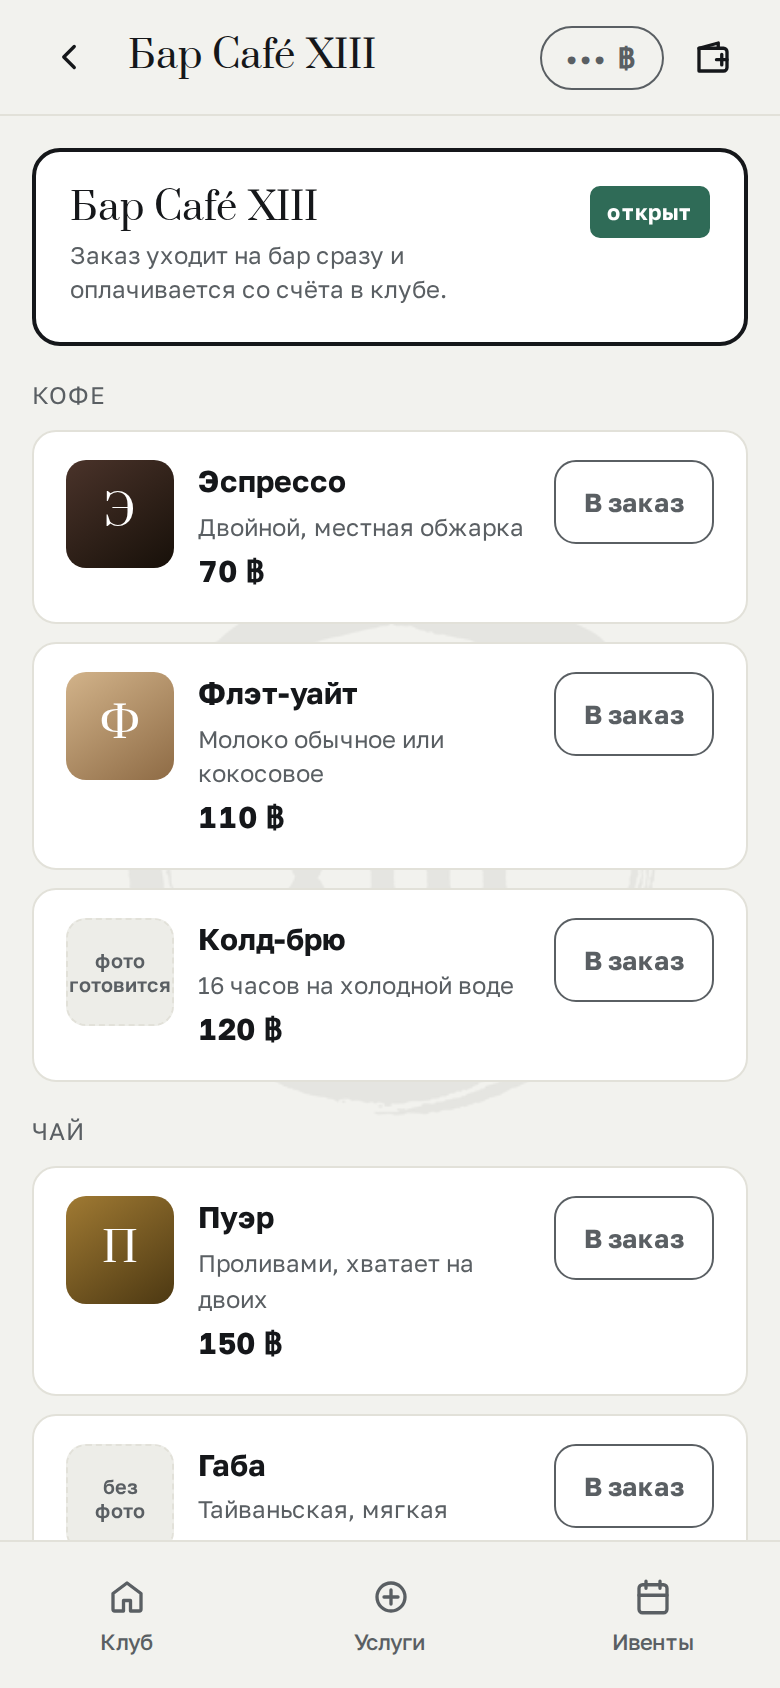 Бар Café XIII
••• ฿
Бар Café XIII
открыт
Заказ уходит на бар сразу и
оплачивается со счёта в клубе.
КОФЕ
Э
Эспрессо
Двойной, местная обжарка
70 ฿
В заказ
Ф
Флэт-уайт
Молоко обычное или
кокосовое
110 ฿
В заказ
XIII
фото
готовится
Колд-брю
16 часов на холодной воде
120 ฿
В заказ
ЧАЙ
П
Пуэр
Проливами, хватает на
двоих
150 ฿
В заказ
без
фото
Габа
Тайваньская, мягкая
В заказ
Клуб
Услуги
Ивенты